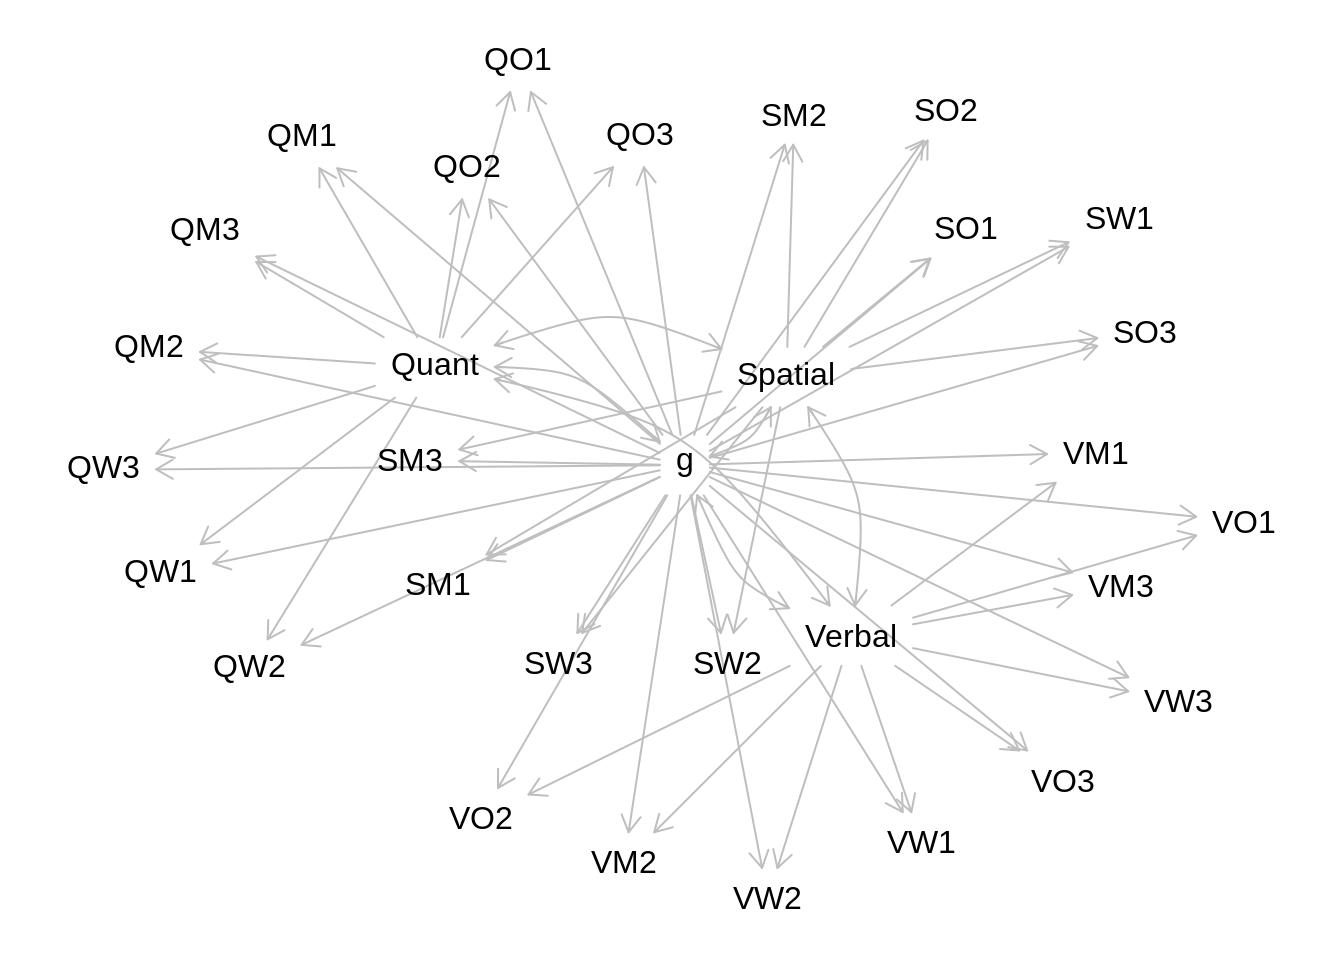 QO1
SO2
SM2
QO3
QM1
QO2
SW1
SO1
QM3
SO3
QM2
Quant
Spatial
VM1
g
SM3
QW3
VO1
QW1
SM1
VM3
Verbal
SW3
SW2
QW2
VW3
VO3
VO2
VW1
VM2
VW2